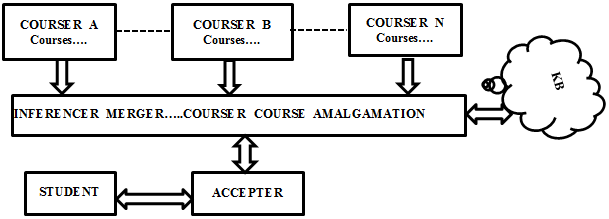 COURSER A
Courses….
COURSER B
Courses….
COURSER N
Courses….
KB
INFERENCER MERGER…..COURSER COURSE AMALGAMATION
STUDENT
ACCEPTER